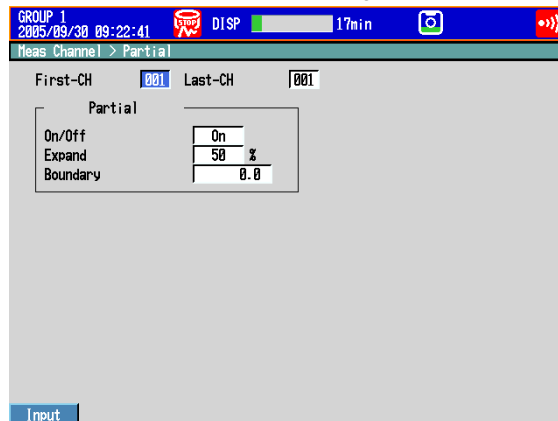 GROUP 1
2005/09/30 09:22:41
STOP
DISP
17min
Meas Channel > Partial
First-CH 001 Last-CH 001
Partial
On/Off On
Expand 50 %
Boundary 0.0
Input